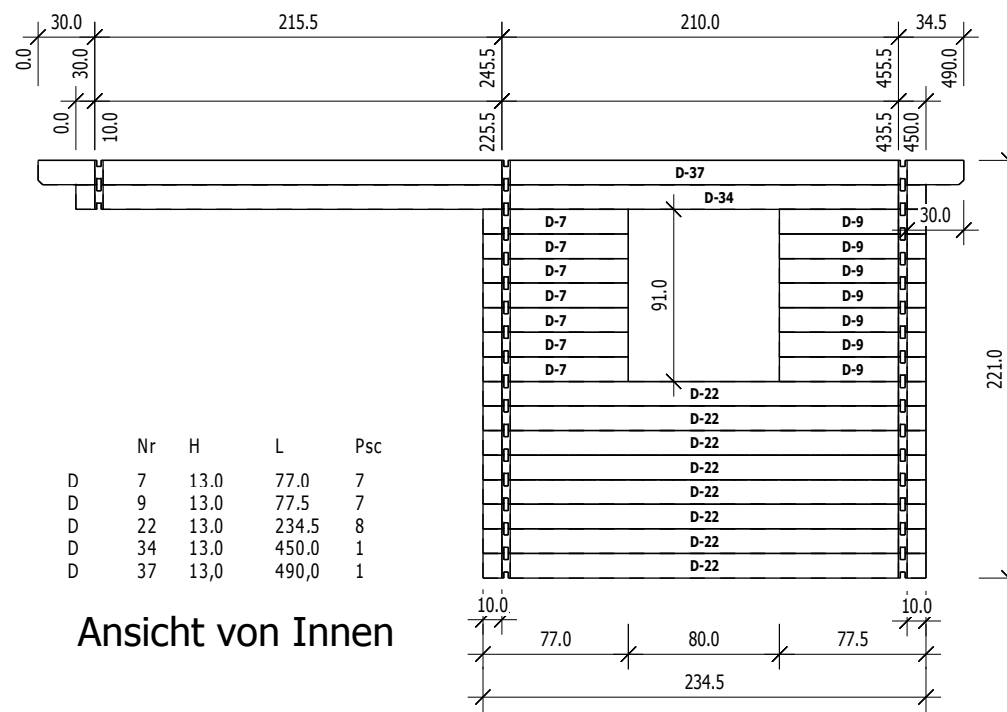 30.0 215.5 210.0 34.5
0.0 30.0 245.5 455.5 490.0
0.0 10.0 225.5 435.5 450.0
D-37
D-34
D-7 D-9 30.0
D-7 D-9
D-7 D-9
D-7 91.0 D-9
D-7 D-9
D-7 D-9
D-7 D-9
221.0
D-22
D-22
D-22
D-22
D-22
D-22
D-22
D-22
Nr H L Psc
D 7 13.0 77.0 7
D 9 13.0 77.5 7
D 22 13.0 234.5 8
D 34 13.0 450.0 1
D 37 13,0 490,0 1
Ansicht von Innen
10.0 10.0
77.0 80.0 77.5
234.5